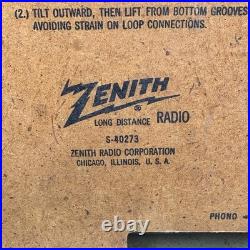 (2.) TILT OUTWARD, THEN LIFT FROM BOTTOM GROOVES
AVOIDING STRAIN ON LOOP CONNECTIONS.
ZENITH
®
LONG DISTANCE RADIO
S-40273
ZENITH RADIO CORPORATION
CHICAGO, ILLINOIS, U. S. A.
PHONO